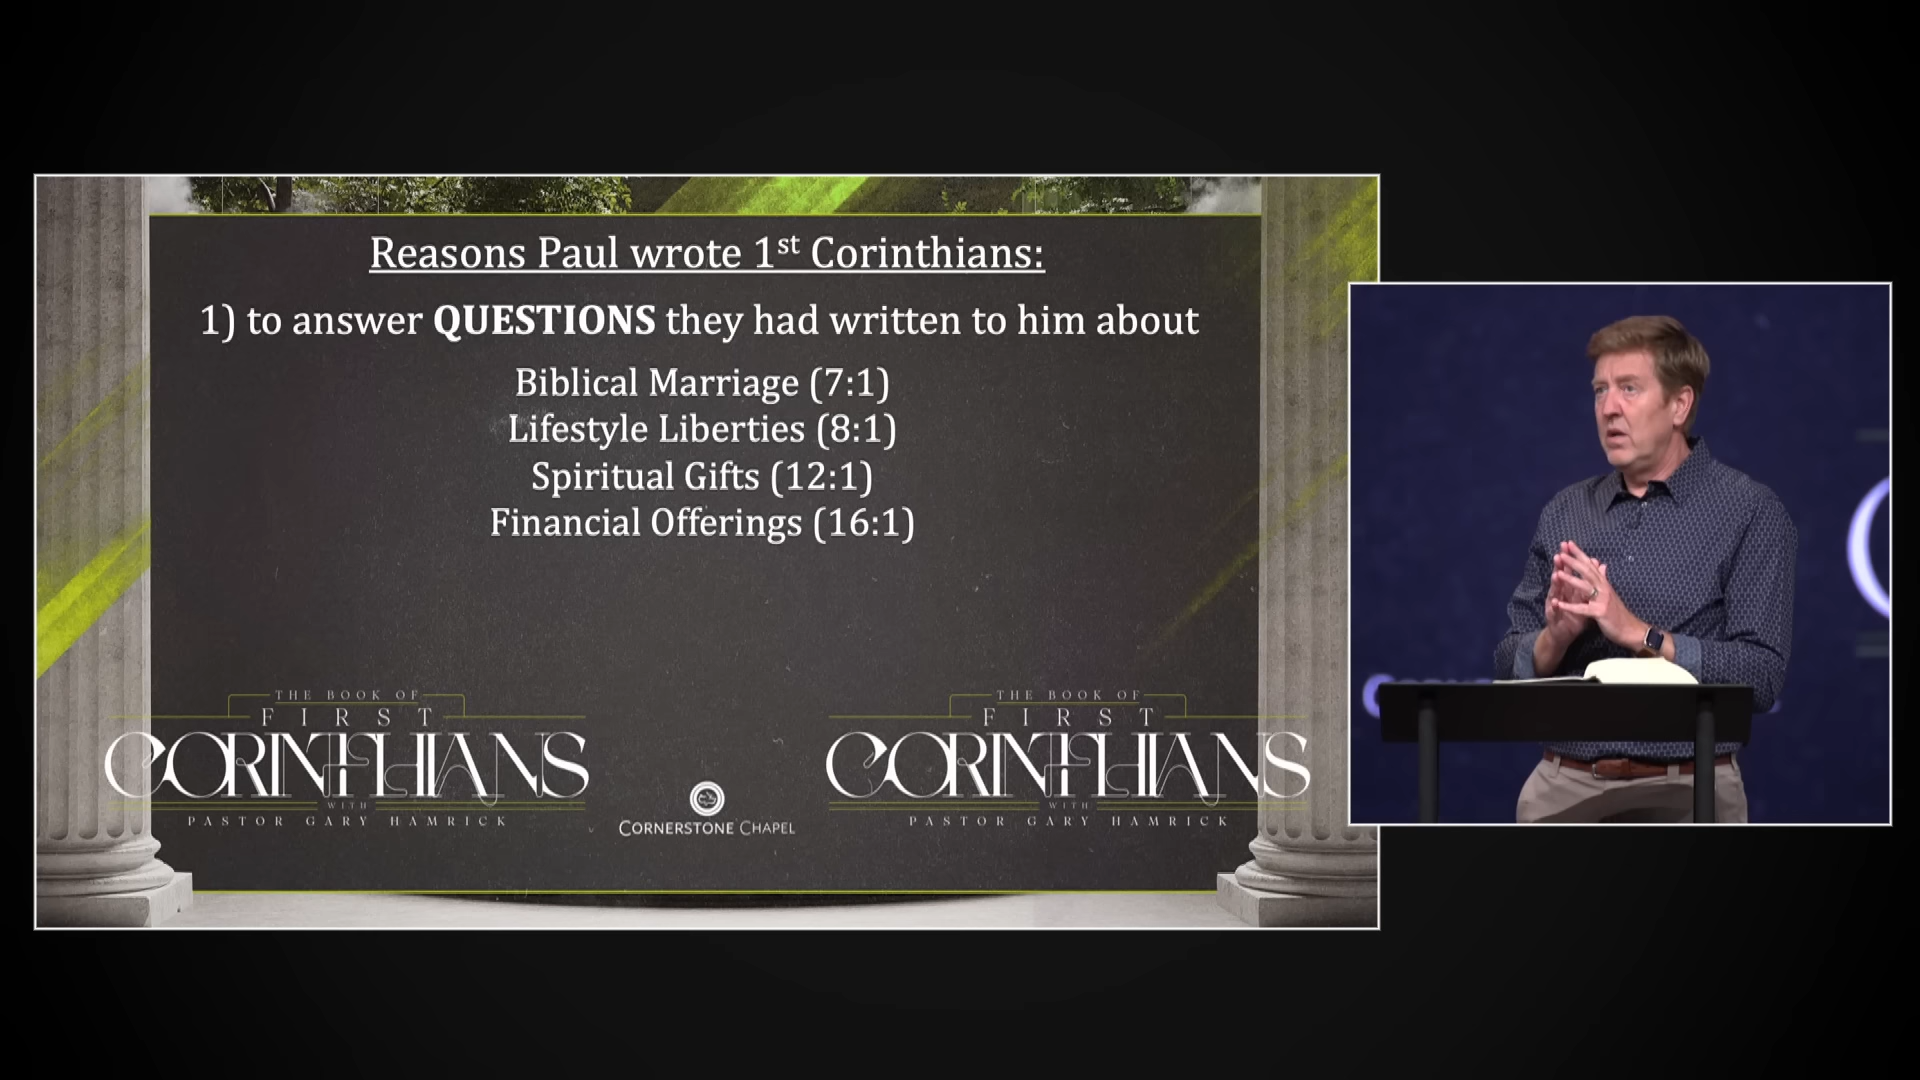 Reasons Paul wrote 1st Corinthians:
1) to answer QUESTIONS they had written to him about
Biblical Marriage (7:1)
Lifestyle Liberties (8:1)
Spiritual Gifts (12:1)
Financial Offerings (16:1)
THE BOOK OF
FIRST
CORINTHIANS
WITH
PASTOR GARY HAMRICK
CORNERSTONE CHAPEL
THE BOOK OF
FIRST
CORINTHIANS
WITH
PASTOR GARY HAMRICK